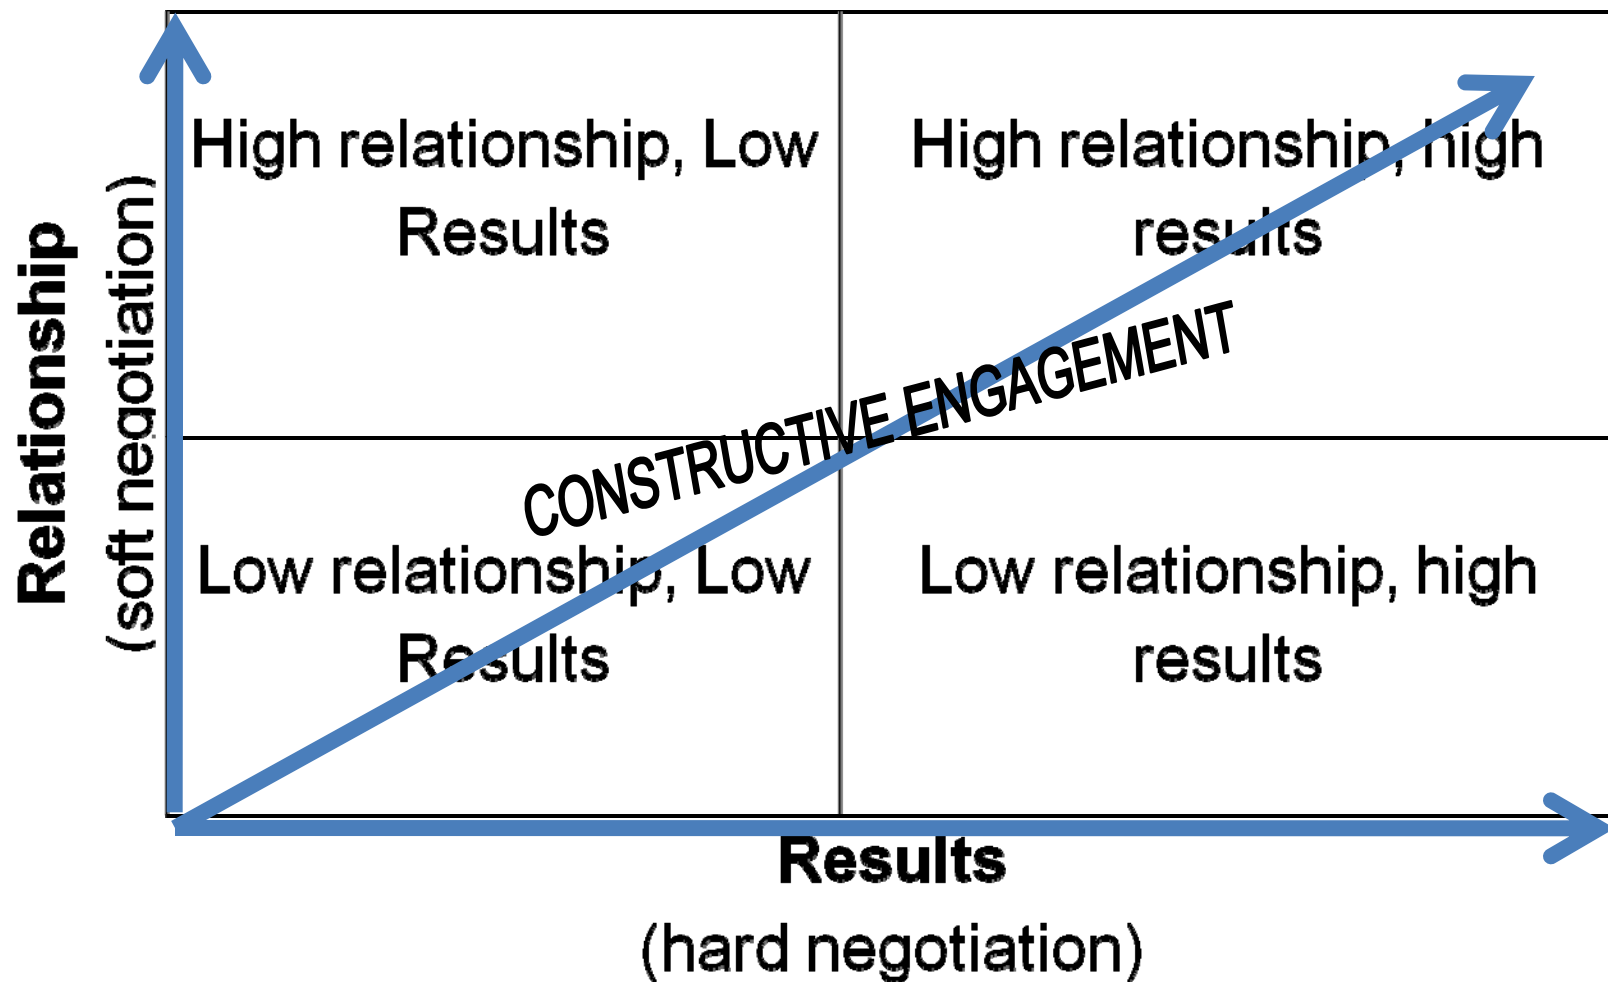 Relationship
(soft negotiation)
High relationship, Low
Results
High relationship, high
results
CONSTRUCTIVE ENGAGEMENT
Low relationship, Low
Results
Low relationship, high
results
Results
(hard negotiation)